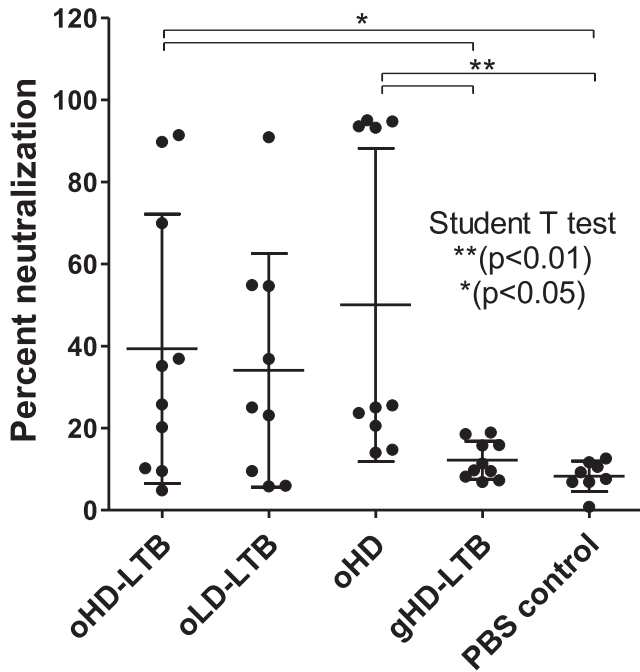 120
100
80
60
40
20
0
Percent neutralization
*
**
Student T test
**(p<0.01)
*(p<0.05)
oHD-LTB
oLD-LTB
oHD
gHD-LTB
PBS control